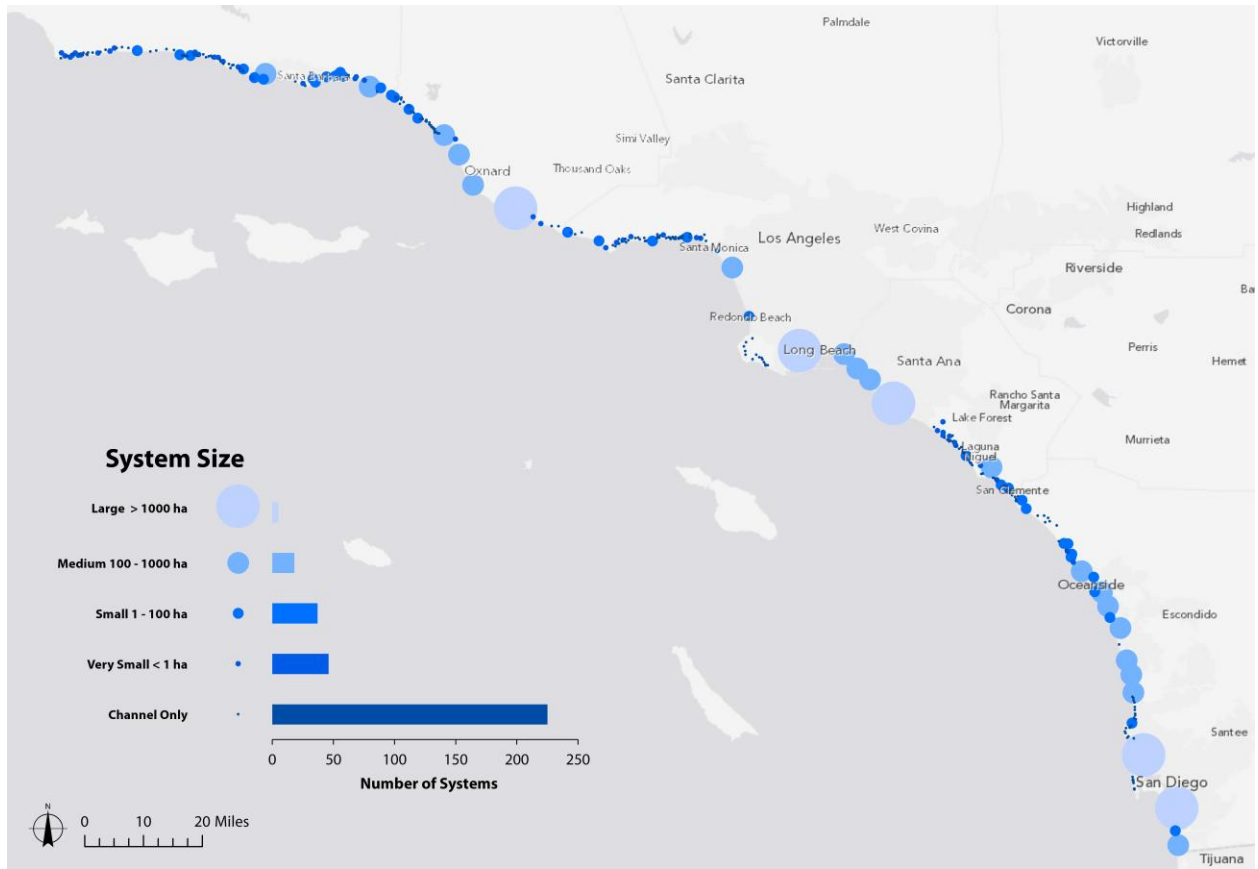 Palmdale
Victorville
Santa Barbara
Santa Clarita
Simi Valley
Oxnard
Thousand Oaks
Highland
Redlands
West Covina
Los Angeles
Santa Monica
Riverside
Ba
Corona
Redondo Beach
Long Beach
Santa Ana
Perris
Hemet
Rancho Santa
Margarita
Lake Forest
Murrieta
Laguna
Niguel
San Clemente
System Size
Large > 1000 ha
Medium 100 - 1000 ha
Small 1 - 100 ha
Very Small < 1 ha
Channel Only
0 50 100 150 200 250
Number of Systems
Oceanside
Escondido
Santee
San Diego
Tijuana
N
0 10 20 Miles